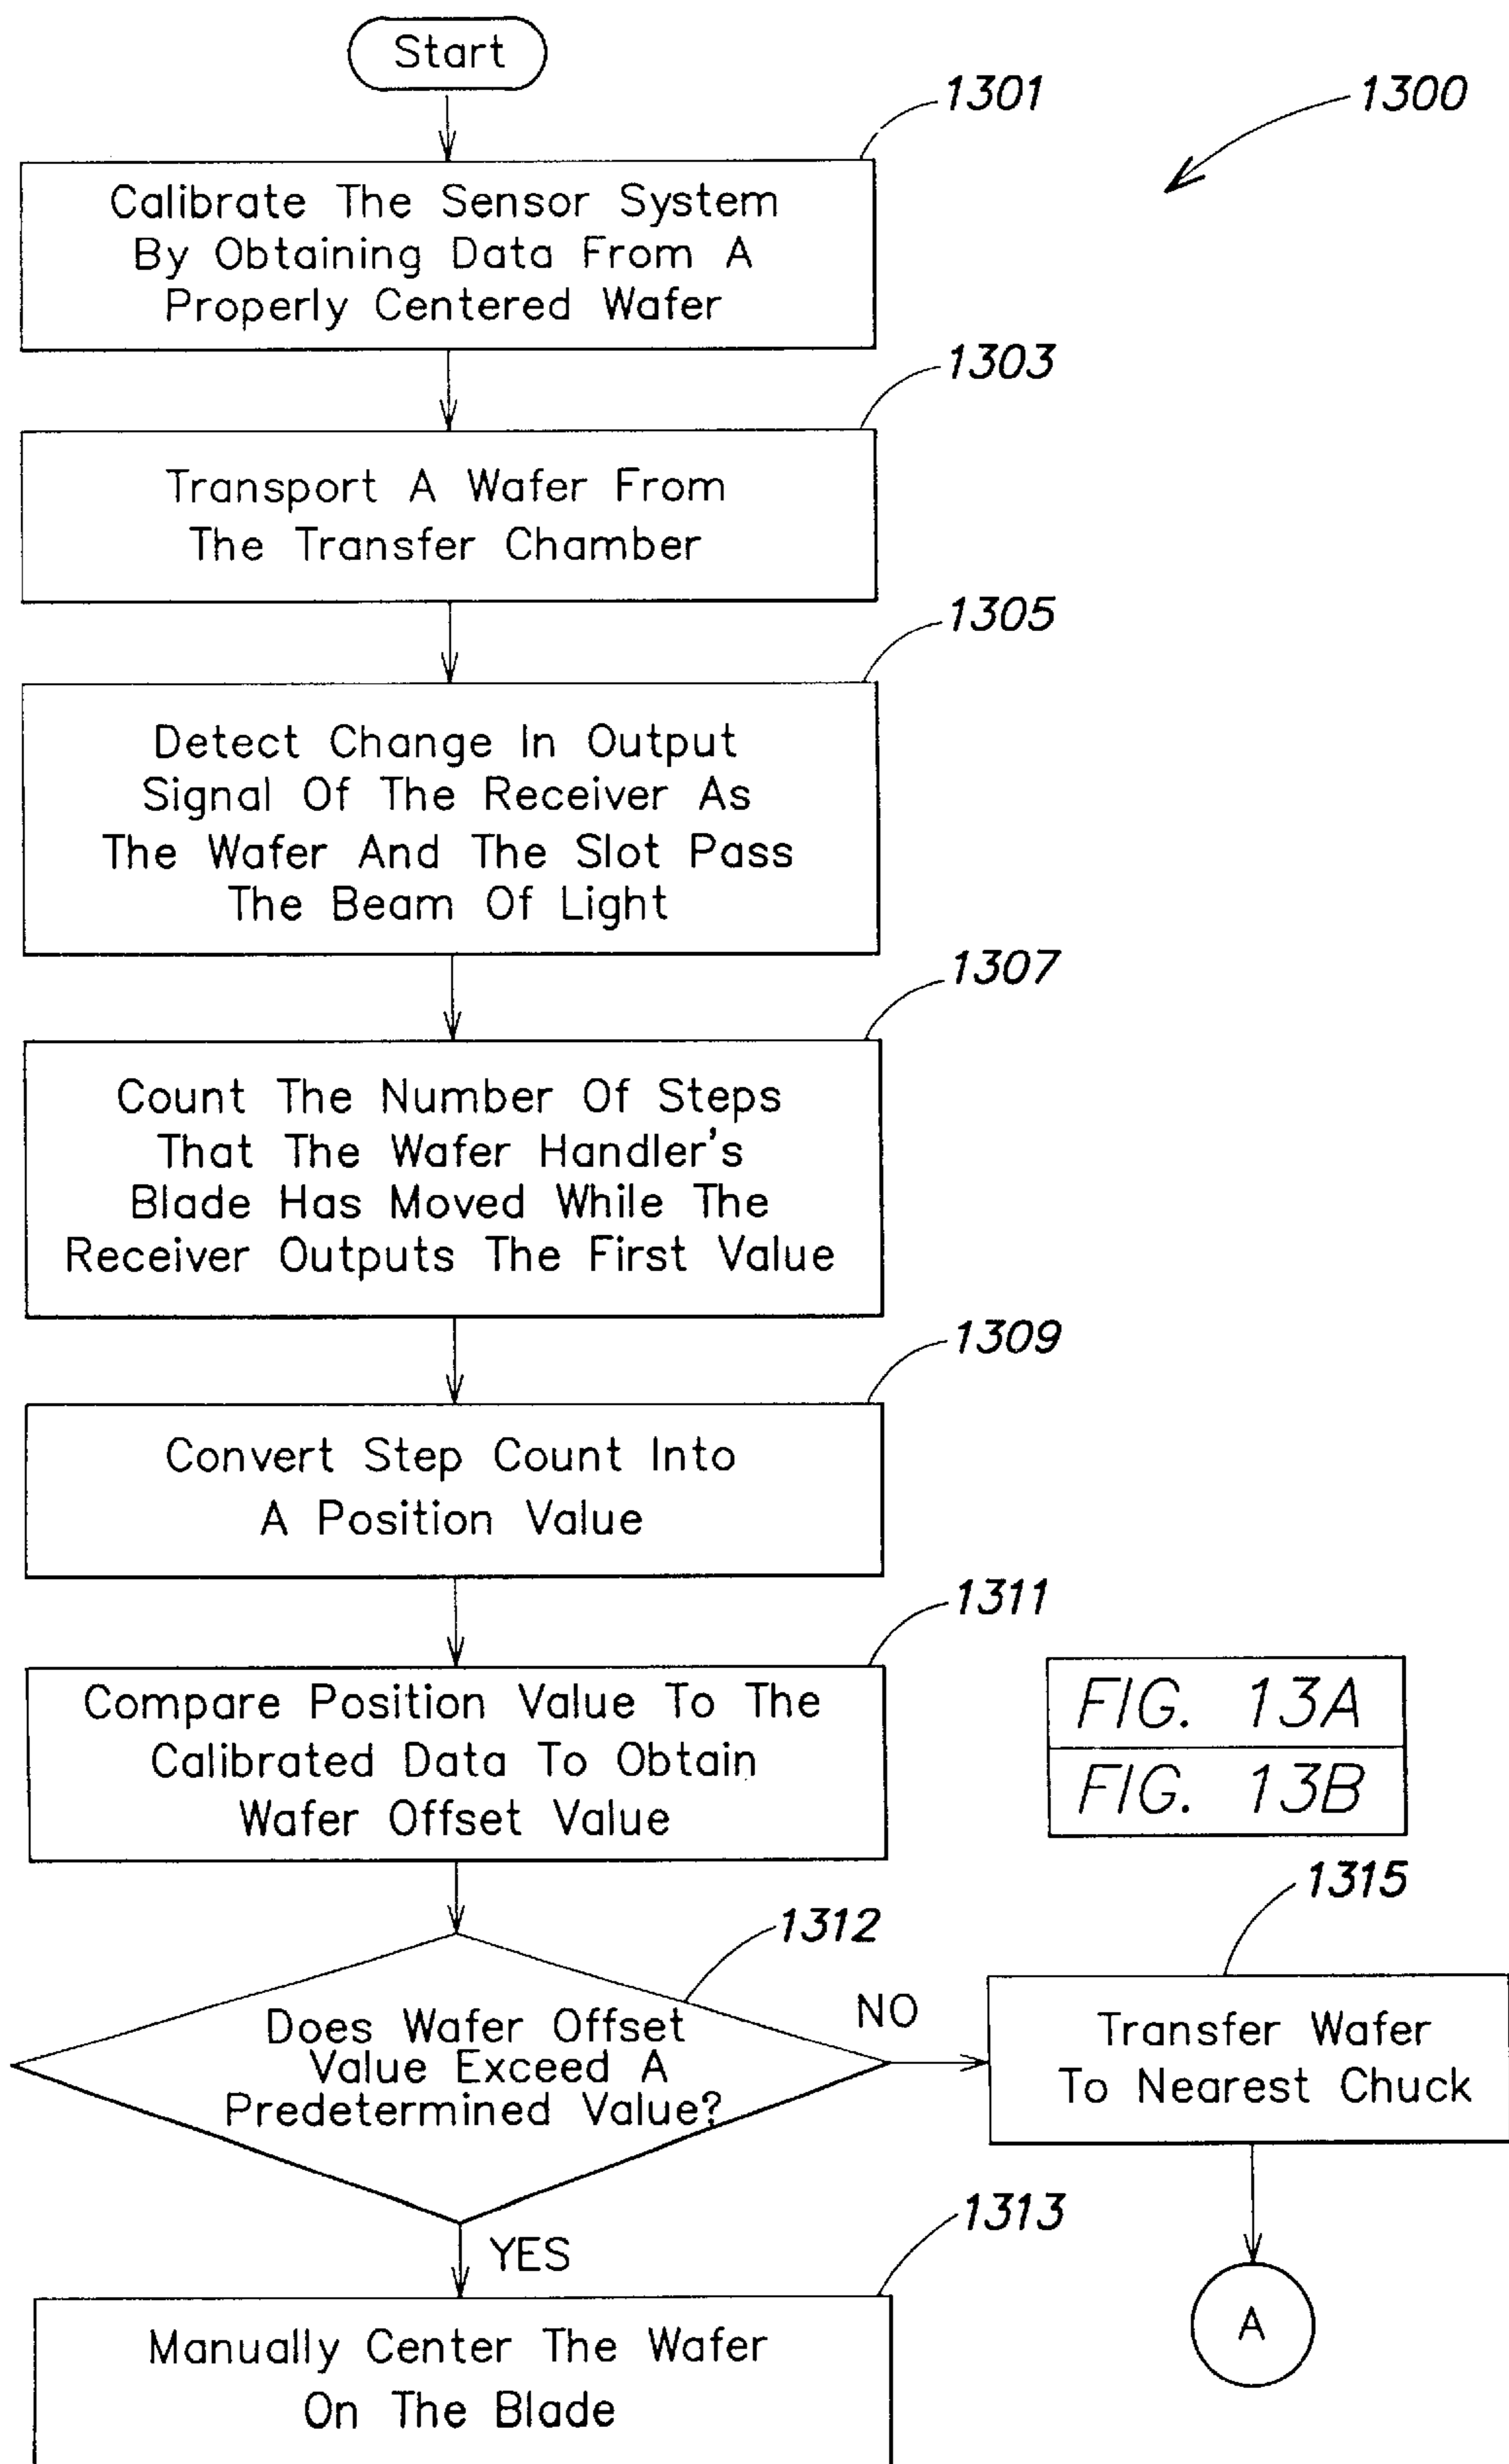 Start
1301
1300
Calibrate The Sensor System
By Obtaining Data From A
Properly Centered Wafer
1303
Transport A Wafer From
The Transfer Chamber
1305
Detect Change In Output
Signal Of The Receiver As
The Wafer And The Slot Pass
The Beam Of Light
1307
Count The Number Of Steps
That The Wafer Handler's
Blade Has Moved While The
Receiver Outputs The First Value
1309
Convert Step Count Into
A Position Value
1311
Compare Position Value To The
Calibrated Data To Obtain
Wafer Offset Value
FIG. 13A
FIG. 13B
1312
Does Wafer Offset
Value Exceed A
Predetermined Value?
NO
1315
Transfer Wafer
To Nearest Chuck
A
YES
1313
Manually Center The Wafer
On The Blade